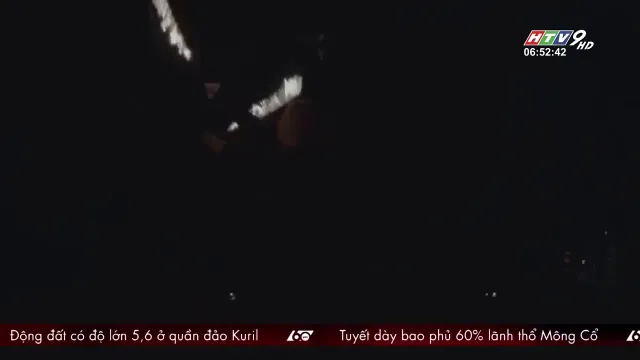 HTV9 HD
06:52:42
Động đất có độ lớn 5,6 ở quần đảo Kuril
Tuyết dày bao phủ 60% lãnh thổ Mông Cổ